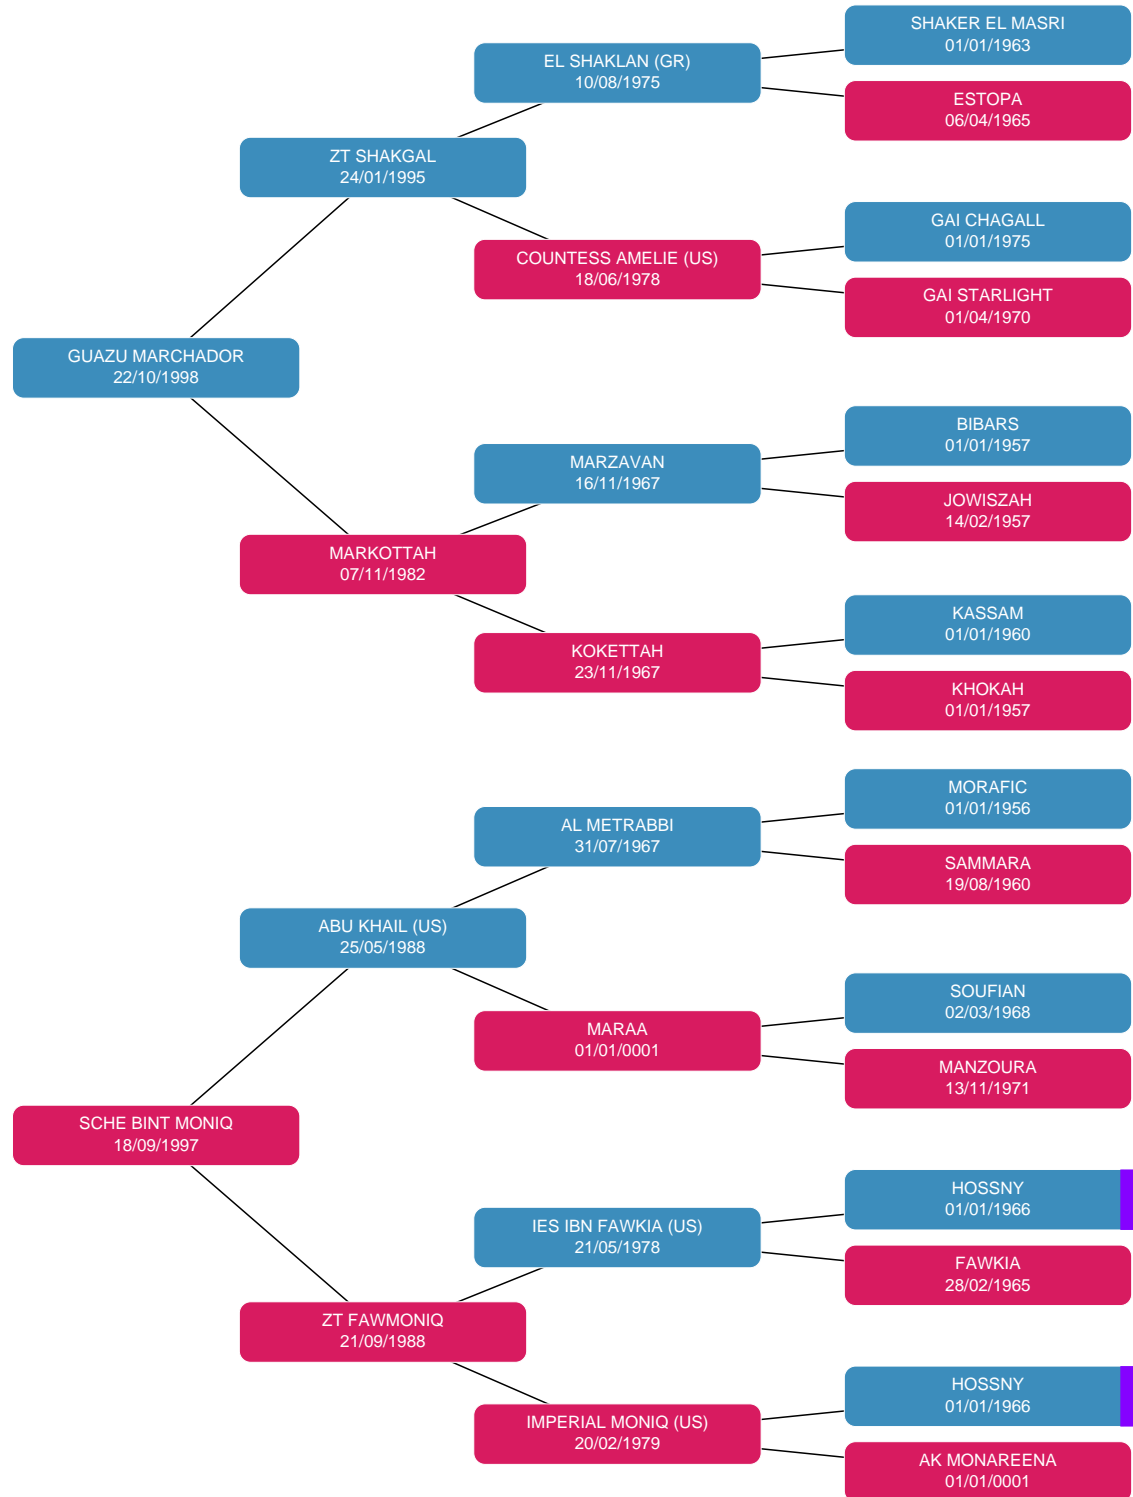 SHAKER EL MASRI
01/01/1963
EL SHAKLAN (GR)
10/08/1975
ESTOPA
06/04/1965
ZT SHAKGAL
24/01/1995
GAI CHAGALL
01/01/1975
COUNTESS AMELIE (US)
18/06/1978
GAI STARLIGHT
01/04/1970
GUAZU MARCHADOR
22/10/1998
BIBARS
01/01/1957
MARZAVAN
16/11/1967
JOWISZAH
14/02/1957
MARKOTTAH
07/11/1982
KASSAM
01/01/1960
KOKETTAH
23/11/1967
KHOKAH
01/01/1957
MORAFIC
01/01/1956
AL METRABBI
31/07/1967
SAMMARA
19/08/1960
ABU KHAIL (US)
25/05/1988
SOUFIAN
02/03/1968
MARAA
01/01/0001
MANZOURA
13/11/1971
SCHE BINT MONIQ
18/09/1997
HOSSNY
01/01/1966
IES IBN FAWKIA (US)
21/05/1978
FAWKIA
28/02/1965
ZT FAWMONIQ
21/09/1988
HOSSNY
01/01/1966
IMPERIAL MONIQ (US)
20/02/1979
AK MONAREENA
01/01/0001